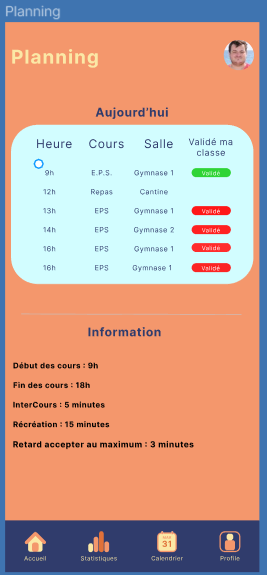 Planning
Planning
Aujourd'hui
Heure Cours Salle Validé ma classe
9h E.P.S. Gymnase 1 Validé
12h Repas Cantine
13h EPS Gymnase 1 Validé
14h EPS Gymnase 2 Validé
16h EPS Gymnase 1 Validé
16h EPS Gymnase 1 Validé
Information
Début des cours : 9h
Fin des cours : 18h
InterCours : 5 minutes
Récréation : 15 minutes
Retard accepter au maximum : 3 minutes
31
Accueil Statistiques Calendrier Profile